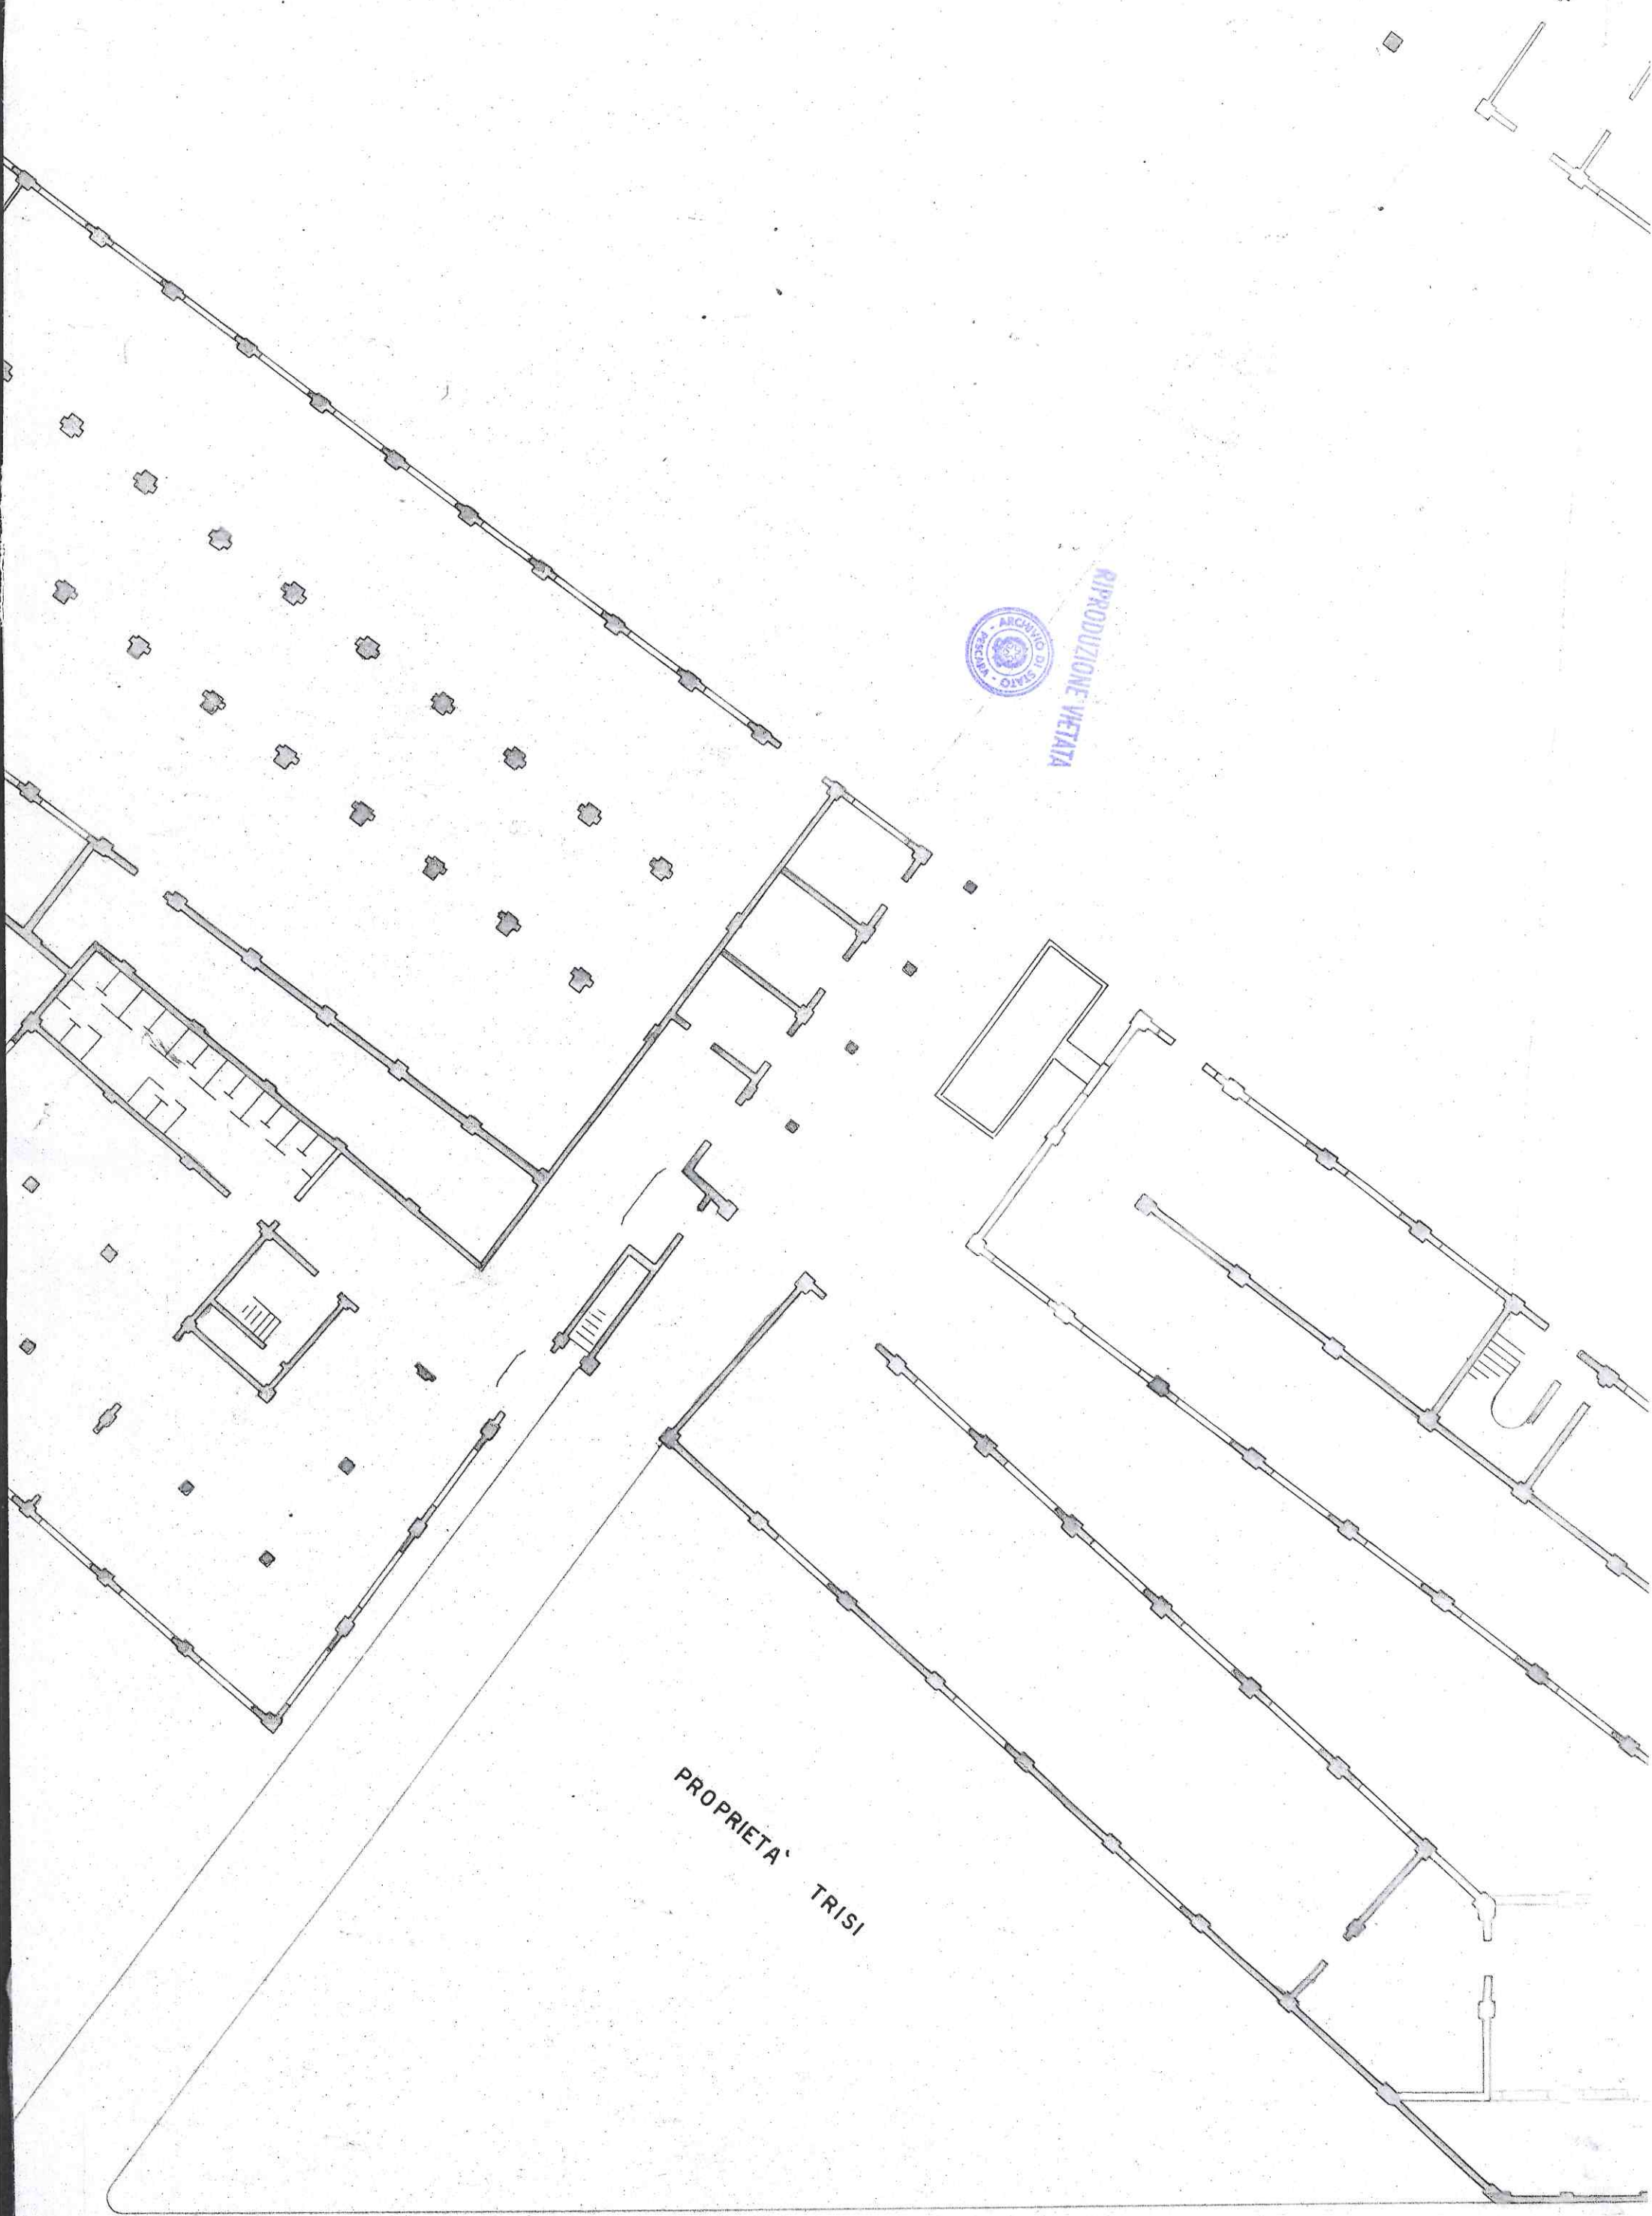 RIPRODUZIONE VIETATA
ARCHIVIO DI STATO - PESCARA -
PROPRIETA' TRISI